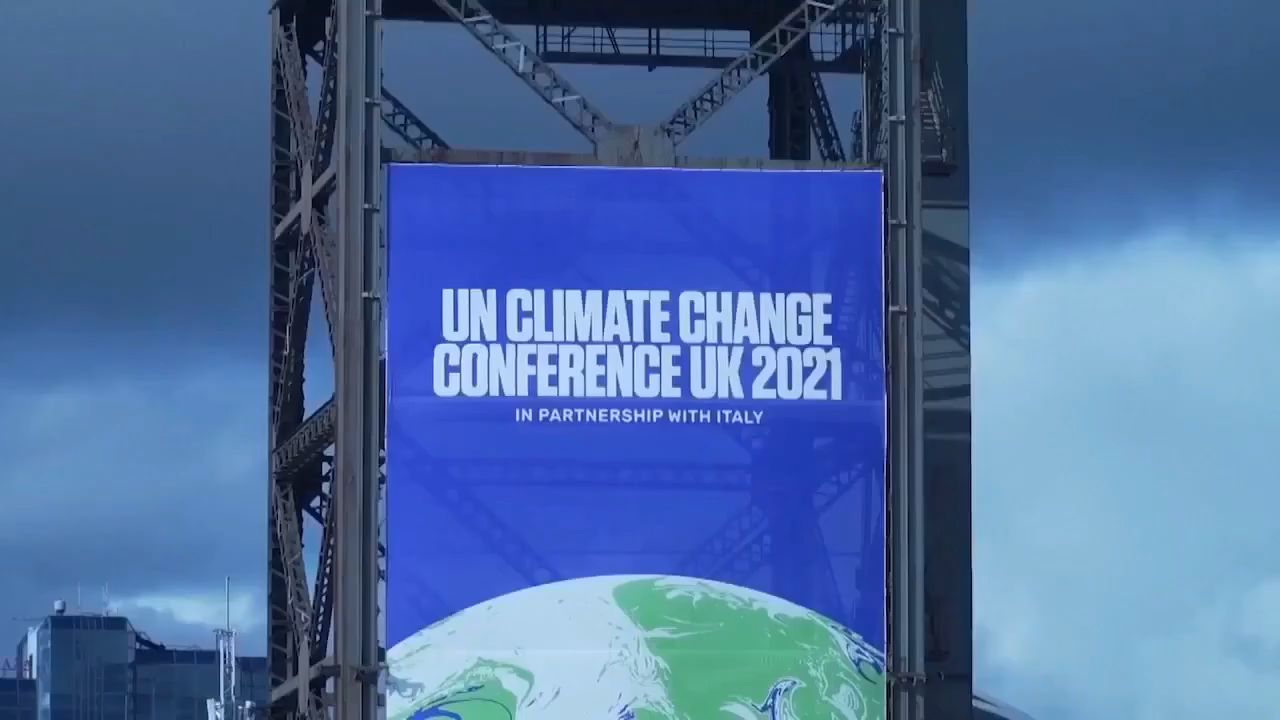 UN CLIMATE CHANGE
CONFERENCE UK 2021
IN PARTNERSHIP WITH ITALY